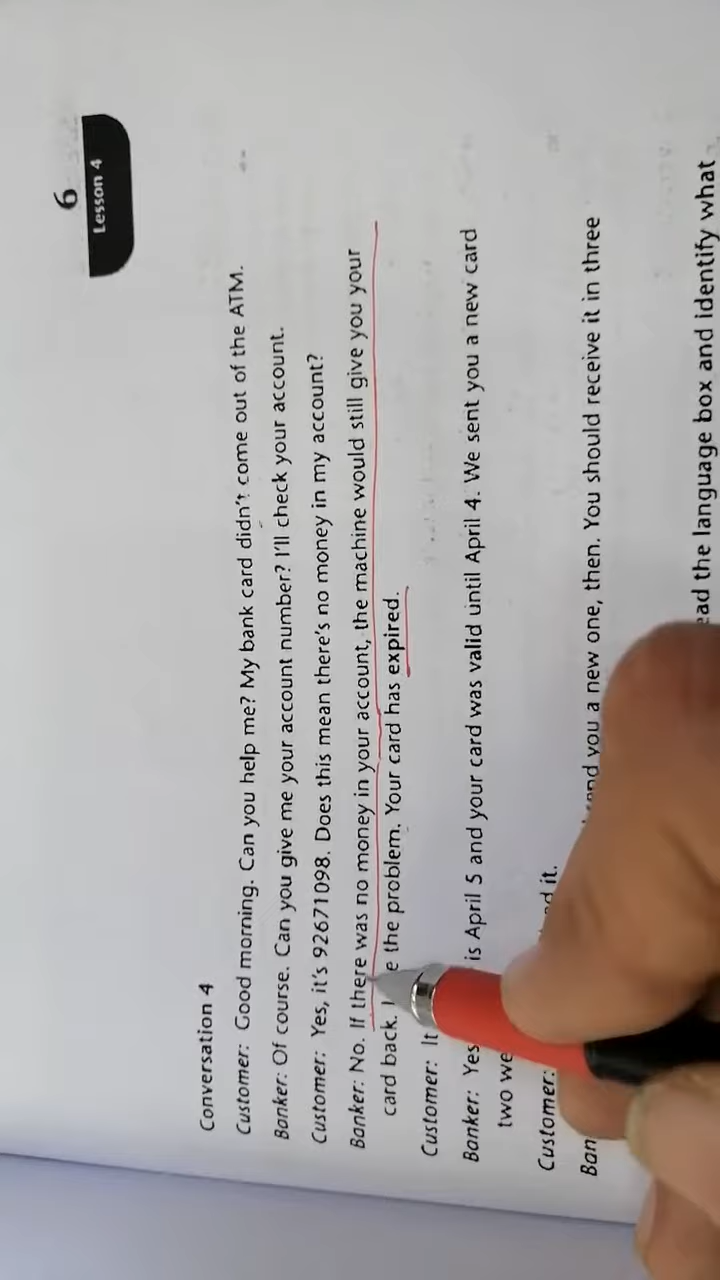 6
Lesson 4
Conversation 4
Customer: Good morning. Can you help me? My bank card didn't come out of the ATM.
Banker: Of course. Can you give me your account number? I'll check your account.
Customer: Yes, it's 92671098. Does this mean there's no money in my account?
Banker: No. If there was no money in your account, the machine would still give you your
card back. the problem. Your card has expired.
Customer: It
Banker: Yes is April 5 and your card was valid until April 4. We sent you a new card
two
Customer: it.
you a new one, then. You should receive it in three
the language box and identify what